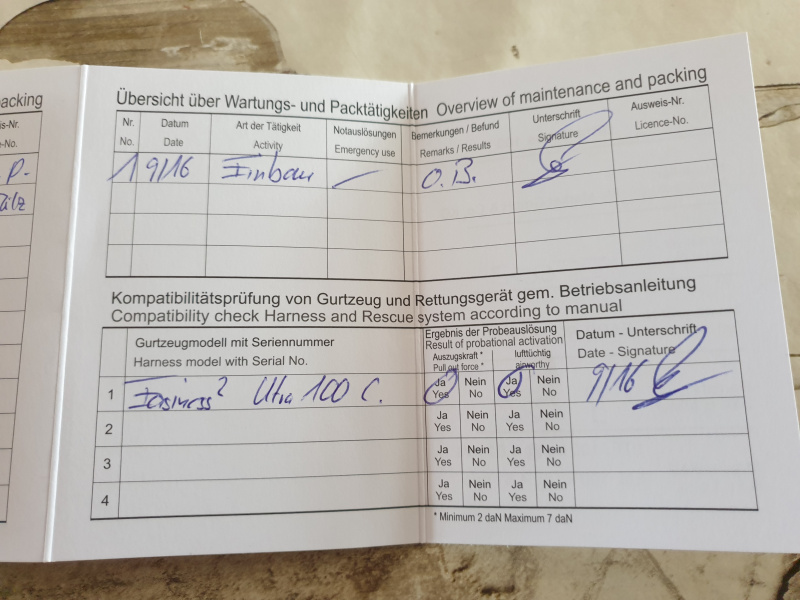 acking
is-Nr.
e-No.
P.
Übersicht über Wartungs- und Packtätigkeiten Overview of maintenance and packing
Nr. Datum Art der Tätigkeit Notauslösungen Bemerkungen / Befund Unterschrift Ausweis-Nr.
No. Date Activity Emergency use Remarks / Results Signature Licence-No.
1 9/16 Einbau – O.B.
Kompatibilitätsprüfung von Gurtzeug und Rettungsgerät gem. Betriebsanleitung
Compatibility check Harness and Rescue system according to manual
Gurtzeugmodell mit Seriennummer
Harness model with Serial No.
Ergebnis der Probeauslösung
Result of probational activation
Auszugskraft * lufttüchtig
Pull out force * airworthy
Datum - Unterschrift
Date - Signature
1 100 C. Ja Nein Ja Nein 9/16
Yes No Yes No
2 Ja Nein Ja Nein
Yes No Yes No
3 Ja Nein Ja Nein
Yes No Yes No
4 Ja Nein Ja Nein
Yes No Yes No
* Minimum 2 daN Maximum 7 daN